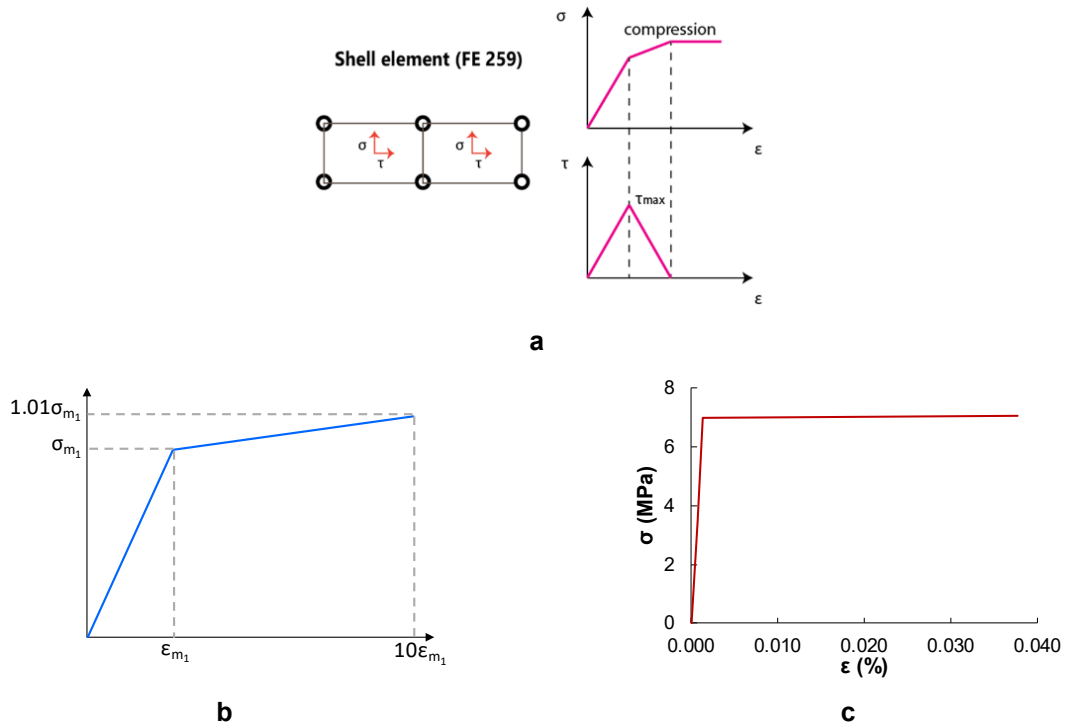 σ
compression
Shell element (FE 259)
σ
τ
σ
τ
ε
τ
τmax
ε
a
1.01σm1
σm1
εm1
10εm1
b
8
6
4
2
0
σ (MPa)
0.000
0.010
0.020
0.030
0.040
ε (%)
c